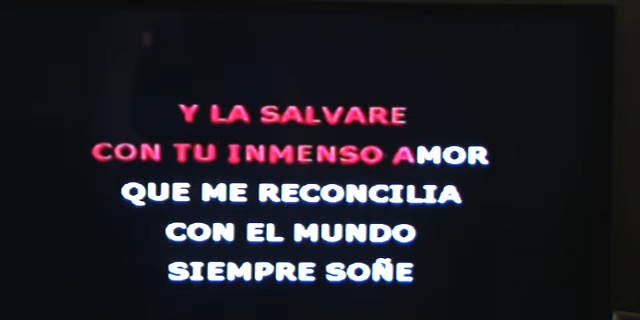 Y LA SALVARE
CON TU INMENSO AMOR
QUE ME RECONCILIA
CON EL MUNDO
SIEMPRE SOÑE